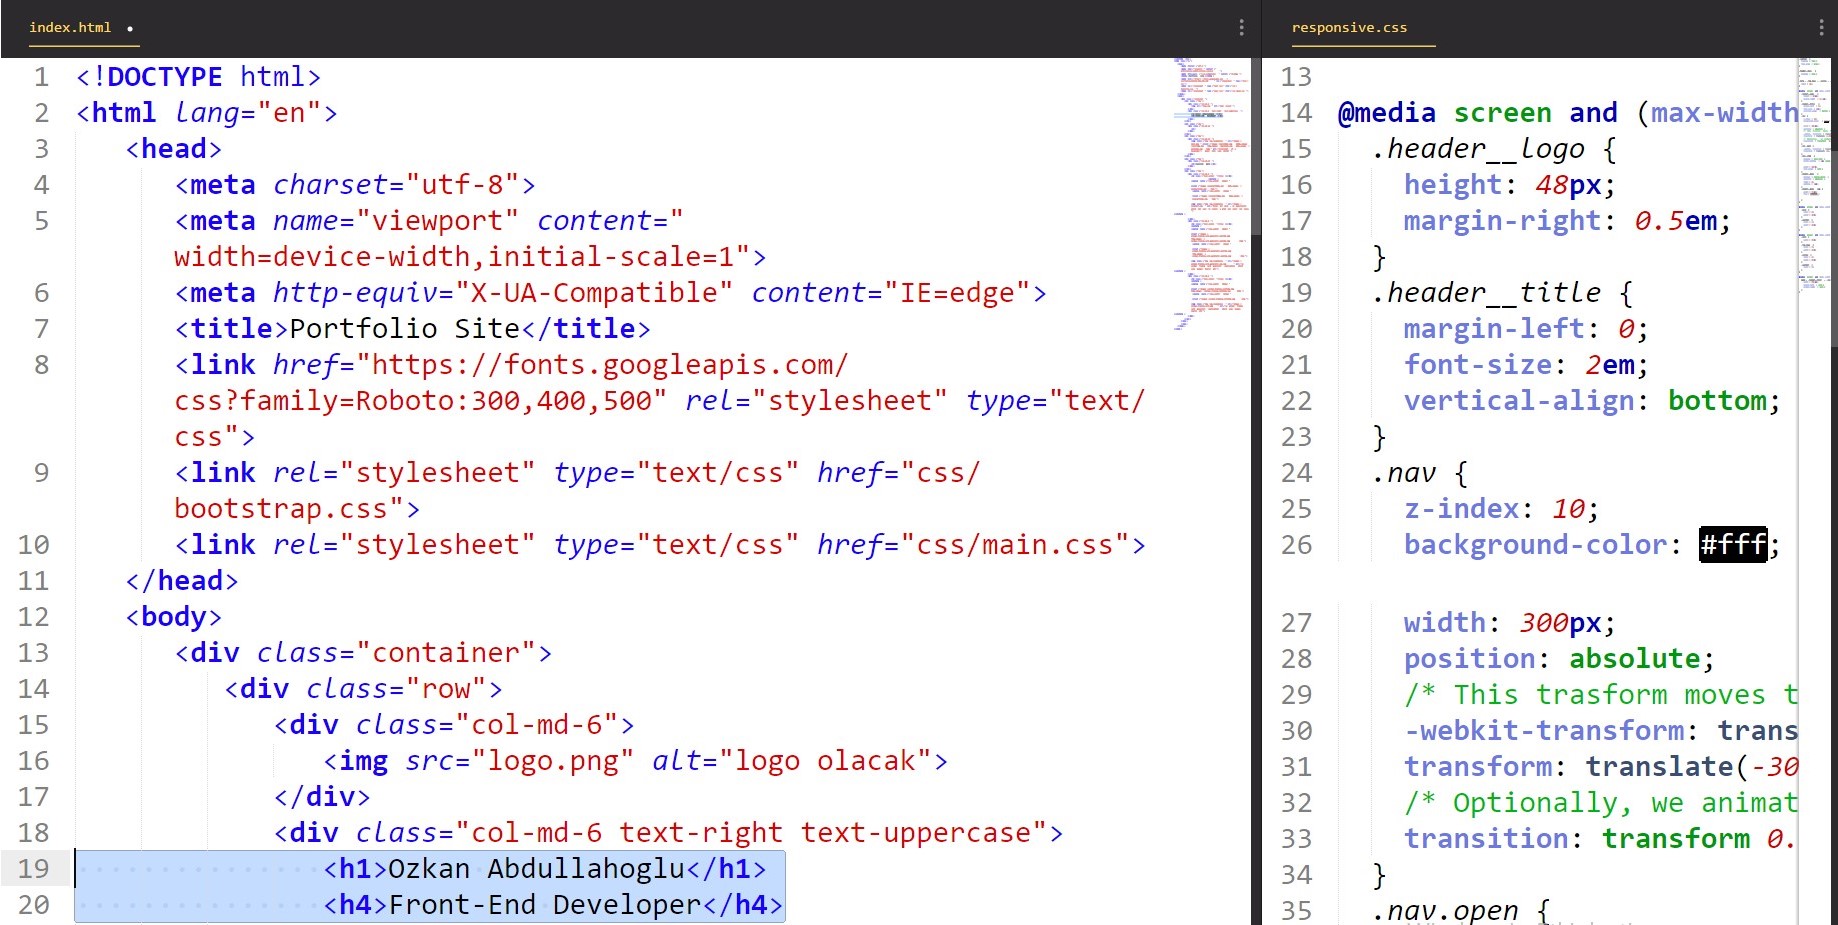 index.html
1 <!DOCTYPE html>
2 <html lang="en">
3 <head>
4 <meta charset="utf-8">
5 <meta name="viewport" content="
width=device-width,initial-scale=1">
6 <meta http-equiv="X-UA-Compatible" content="IE=edge">
7 <title>Portfolio Site</title>
8 <link href="https://fonts.googleapis.com/
css?family=Roboto:300,400,500" rel="stylesheet" type="text/
css">
9 <link rel="stylesheet" type="text/css" href="css/
bootstrap.css">
10 <link rel="stylesheet" type="text/css" href="css/main.css">
11 </head>
12 <body>
13 <div class="container">
14 <div class="row">
15 <div class="col-md-6">
16 <img src="logo.png" alt="logo olacak">
17 </div>
18 <div class="col-md-6 text-right text-uppercase">
19 <h1>Ozkan Abdullahoglu</h1>
20 <h4>Front-End Developer</h4>
responsive.css
13
14 @media screen and (max-width
15 .header__logo {
16 height: 48px;
17 margin-right: 0.5em;
18 }
19 .header__title {
20 margin-left: 0;
21 font-size: 2em;
22 vertical-align: bottom;
23 }
24 .nav {
25 z-index: 10;
26 background-color: #fff;
27 width: 300px;
28 position: absolute;
29 /* This trasform moves t
30 -webkit-transform: trans
31 transform: translate(-30
32 /* Optionally, we animat
33 transition: transform 0.
34 }
35 .nav.open {